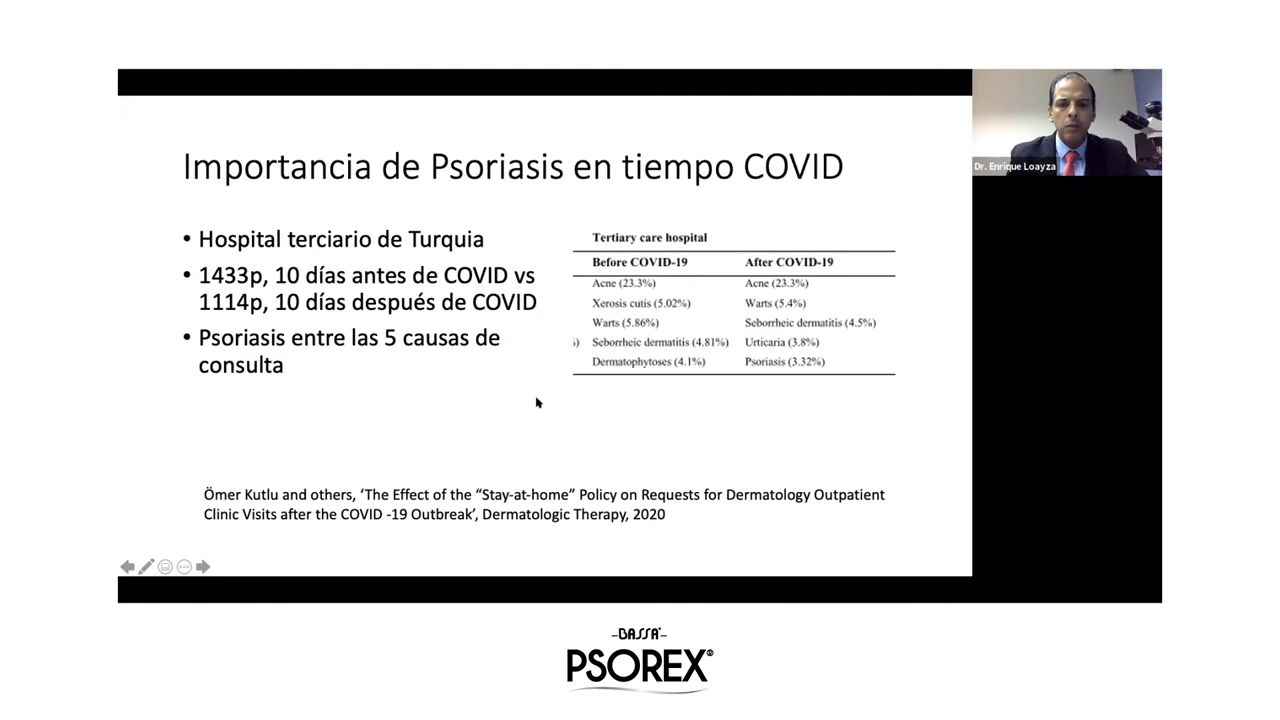 Importancia de Psoriasis en tiempo COVID
• Hospital terciario de Turquia
• 1433p, 10 días antes de COVID vs
1114p, 10 días después de COVID
• Psoriasis entre las 5 causas de
consulta
Tertiary care hospital
Before COVID-19 After COVID-19
Acne (23.3%) Acne (23.3%)
Xerosis cutis (5.02%) Warts (5.4%)
Warts (5.86%) Seborrheic dermatitis (4.5%)
) Seborrheic dermatitis (4.81%) Urticaria (3.8%)
Dermatophytoses (4.1%) Psoriasis (3.32%)
Ömer Kutlu and others, ‘The Effect of the “Stay-at-home” Policy on Requests for Dermatology Outpatient
Clinic Visits after the COVID -19 Outbreak’, Dermatologic Therapy, 2020
Dr. Enrique Loayza
–BASSA–
PSOREX®